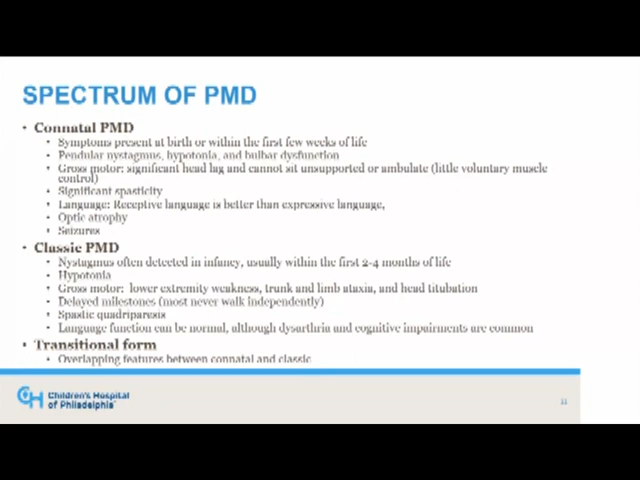 SPECTRUM OF PMD
• Connatal PMD
• Symptoms present at birth or within the first few weeks of life
• Pendular nystagmus, hypotonia, and bulbar dysfunction
• Gross motor: significant head lag and cannot sit unsupported or ambulate (little voluntary muscle
control)
• Significant spasticity
• Language: Receptive language is better than expressive language,
• Optic atrophy
• Seizures
• Classic PMD
• Nystagmus often detected in infancy, usually within the first 2-4 months of life
• Hypotonia
• Gross motor: lower extremity weakness, trunk and limb ataxia, and head titubation
• Delayed milestones (most never walk independently)
• Spastic quadriparesis
• Language function can be normal, although dysarthria and cognitive impairments are common
• Transitional form
• Overlapping features between connatal and classic
CH Children's Hospital
of Philadelphia